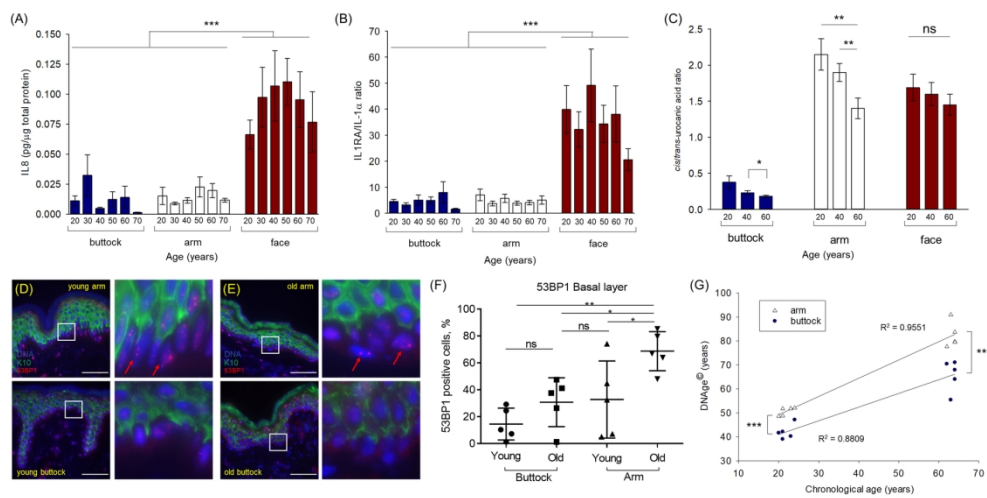 (A)
***
IL8 (pg/µg total protein)
0.150
0.125
0.100
0.075
0.050
0.025
0.000
20 30 40 50 60 70
20 30 40 50 60 70
20 30 40 50 60 70
buttock
arm
face
Age (years)
(B)
***
IL1RA/IL-1α ratio
70
60
50
40
30
20
10
0
20 30 40 50 60 70
20 30 40 50 60 70
20 30 40 50 60 70
buttock
arm
face
Age (years)
(C)
**
**
ns
*
cis/trans-urocanic acid ratio
2.5
2.0
1.5
1.0
0.5
0.0
20 40 60
20 40 60
20 40 60
buttock
arm
face
Age (years)
(D)
young arm
DNA
K10
53BP1
young buttock
(E)
old arm
DNA
K10
53BP1
old buttock
(F)
53BP1 Basal layer
53BP1 positive cells, %
100
80
60
40
20
0
**
*
ns
*
ns
Young Old Young Old
Buttock Arm
(G)
DNAge© (years)
100
90
80
70
60
50
40
30
arm
buttock
R² = 0.9551
R² = 0.8809
***
**
10 20 30 40 50 60 70
Chronological age (years)